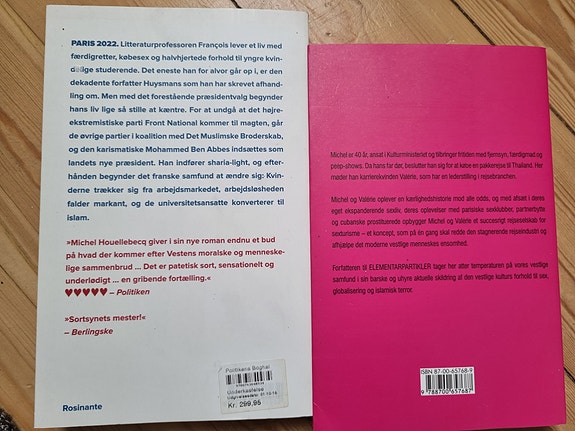 PARIS 2022. Litteraturprofessoren François lever et liv med
færdigretter, købesex og halvhjertede forhold til yngre kvin-
delige studerende. Det eneste han for alvor går op i, er den
dekadente forfatter Huysmans som han har skrevet afhand-
ling om. Men med det forestående præsidentvalg begynder
hans liv lige så stille at kæntre. For at undgå at det højre-
ekstremistiske parti Front National kommer til magten, går
de øvrige partier i koalition med Det Muslimske Broderskab,
og den karismatiske Mohammed Ben Abbes indsættes som
landets nye præsident. Han indfører sharia-light, og efter-
hånden begynder det franske samfund at ændre sig: Kvin-
derne trækker sig fra arbejdsmarkedet, arbejdsløsheden
falder markant, og de universitetsansatte konverterer til
islam.
»Michel Houellebecq giver i sin nye roman endnu et bud
på hvad der kommer efter Vestens moralske og menneske-
lige sammenbrud ... Det er patetisk sort, sensationelt og
underlødigt ... en gribende fortælling.«
♥♥♥♥♥ – Politiken
»Sortsynets mester!«
– Berlingske
Politikens Boghal
Underkastelse
Kr. 299,95
Rosinante
Michel er 40 år, ansat i Kulturministeriet og tilbringer fritiden med fjernsyn, færdigmad og
peep-shows. Da hans far dør, beslutter han sig for at købe en pakkerejse til Thailand. Her
møder han karrierekvinden Valérie, som har en lederstilling i rejsebranchen.
Michel og Valérie oplever en kærlighedshistorie mod alle odds, og med afsæt i deres
eget ekspanderende sexliv, deres oplevelser med parisiske sexklubber, partnerbytte
og cubanske prostituerede opbygger Michel og Valérie et succesrigt rejseselskab for
sexturisme – et koncept, som på én gang skal redde den stagnerende rejseindustri og
afhjælpe det moderne vestlige menneskes ensomhed.
Forfatteren til ELEMENTARPARTIKLER tager her atter temperaturen på vores vestlige
samfund i sin barske og uhyre aktuelle skildring af den vestlige kulturs forhold til sex,
globalisering og islamisk terror.
ISBN 87-00-65768-9
9 788700 657687